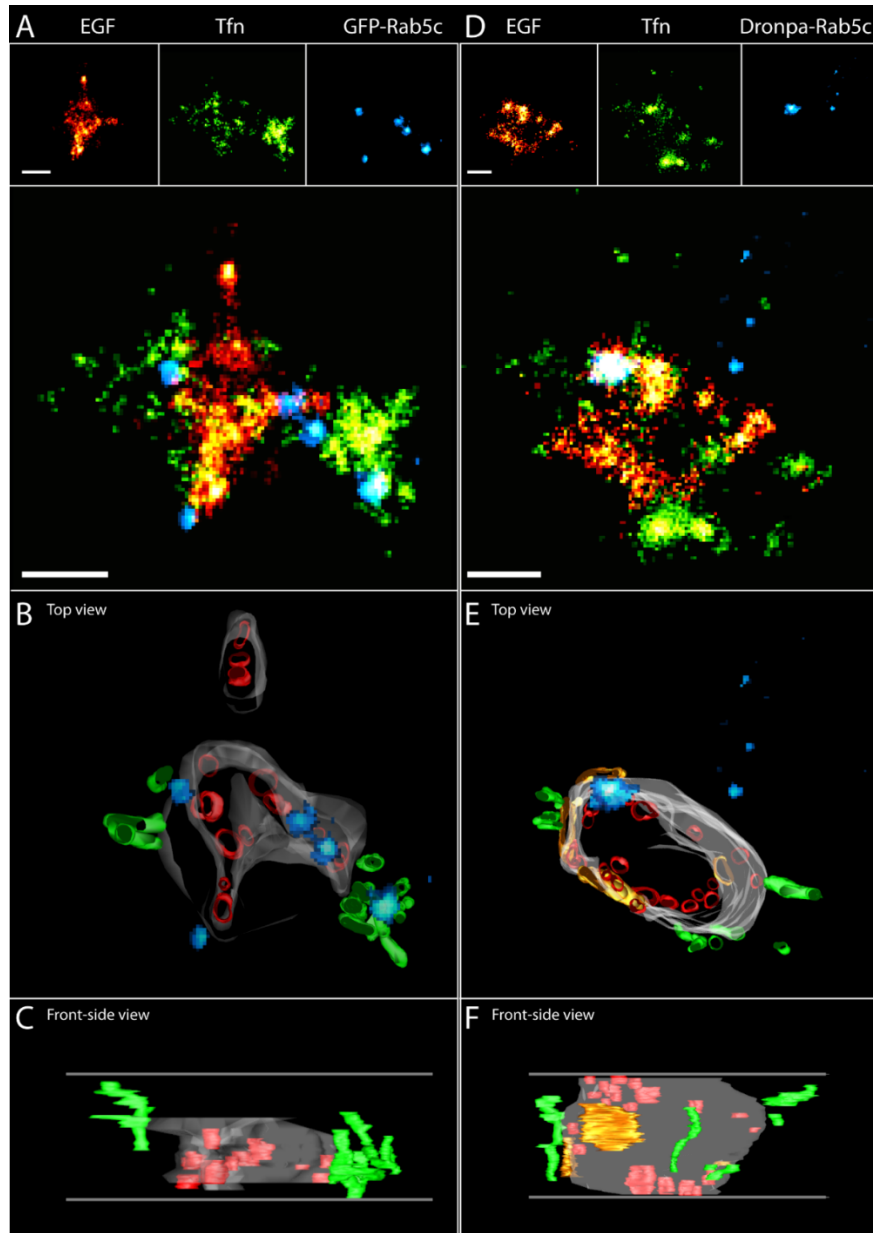 A EGF Tfn GFP-Rab5c
D EGF Tfn Dronpa-Rab5c
B Top view
E Top view
C Front-side view
F Front-side view